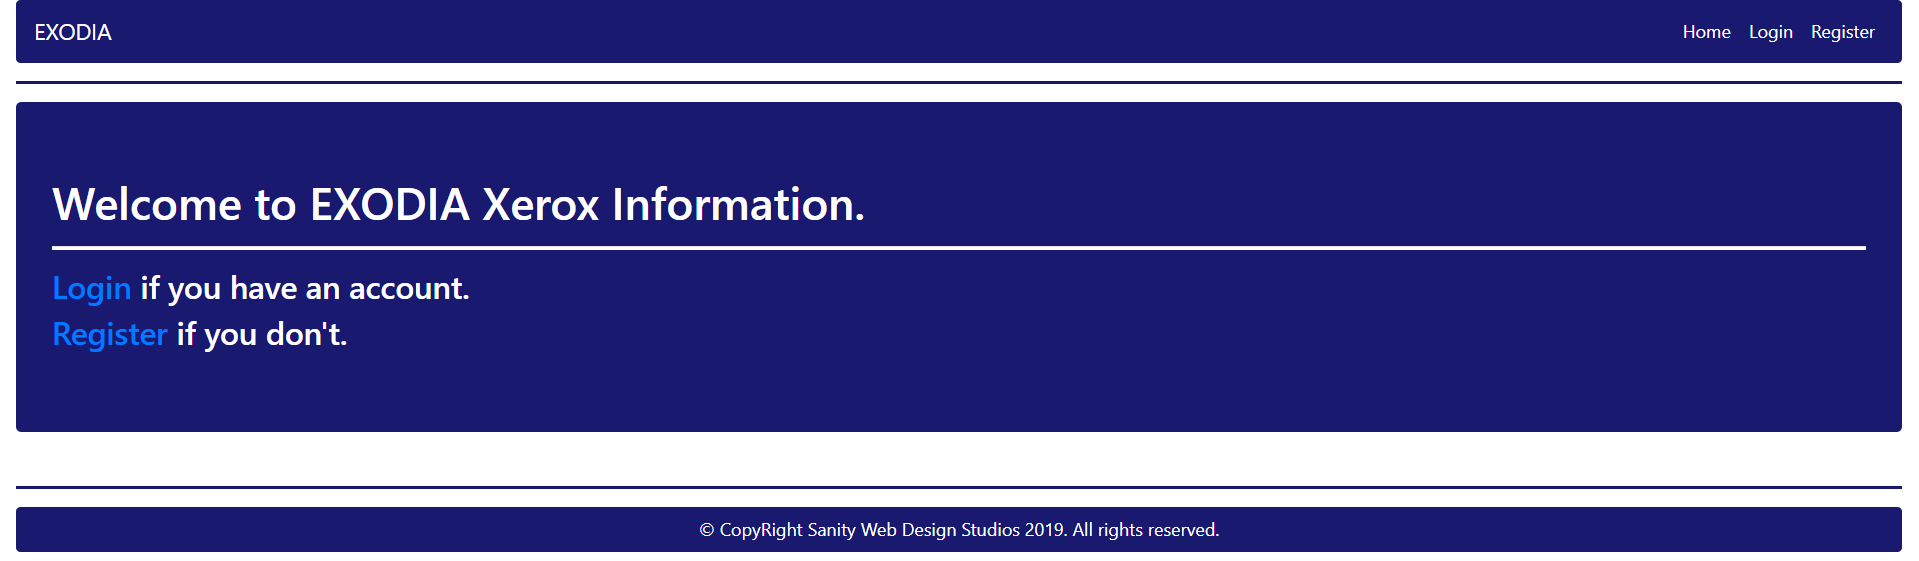 EXODIA
Home Login Register
Welcome to EXODIA Xerox Information.
Login if you have an account.
Register if you don't.
© CopyRight Sanity Web Design Studios 2019. All rights reserved.